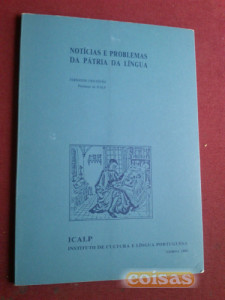 NOTÍCIAS E PROBLEMAS
DA PÁTRIA DA LÍNGUA
ICALP
INSTITUTO DE CULTURA E LÍNGUA PORTUGUESA
coisas